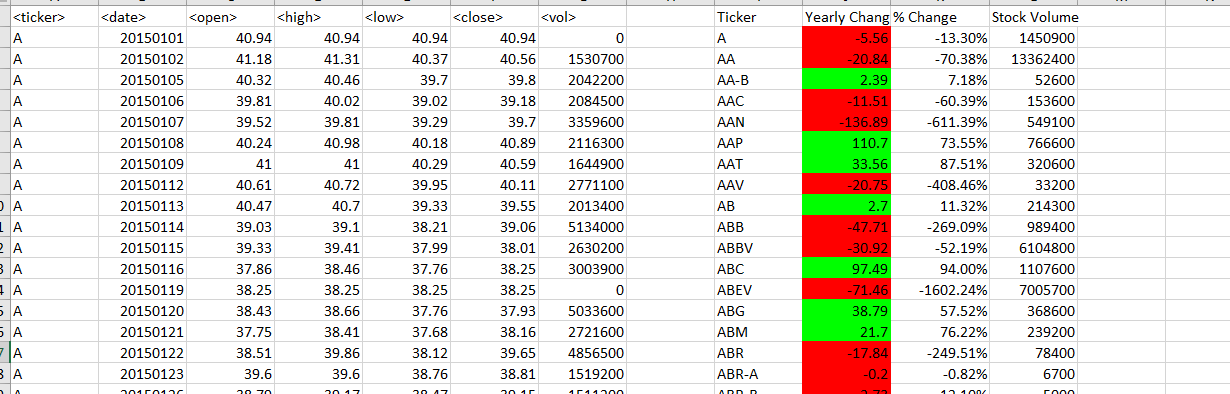 <ticker> <date> <open> <high> <low> <close> <vol> Ticker Yearly Chang % Change Stock Volume
A 20150101 40.94 40.94 40.94 40.94 0 A -5.56 -13.30% 1450900
A 20150102 41.18 41.31 40.37 40.56 1530700 AA -20.84 -70.38% 13362400
A 20150105 40.32 40.46 39.7 39.8 2042200 AA-B 2.39 7.18% 52600
A 20150106 39.81 40.02 39.02 39.18 2084500 AAC -11.51 -60.39% 153600
A 20150107 39.52 39.81 39.29 39.7 3359600 AAN -136.89 -611.39% 549100
A 20150108 40.24 40.98 40.18 40.89 2116300 AAP 110.7 73.55% 766600
A 20150109 41 41 40.29 40.59 1644900 AAT 33.56 87.51% 320600
A 20150112 40.61 40.72 39.95 40.11 2771100 AAV -20.75 -408.46% 33200
A 20150113 40.47 40.7 39.33 39.55 2013400 AB 2.7 11.32% 214300
A 20150114 39.03 39.1 38.21 39.06 5134000 ABB -47.71 -269.09% 989400
A 20150115 39.33 39.41 37.99 38.01 2630200 ABBV -30.92 -52.19% 6104800
A 20150116 37.86 38.46 37.76 38.25 3003900 ABC 97.49 94.00% 1107600
A 20150119 38.25 38.25 38.25 38.25 0 ABEV -71.46 -1602.24% 7005700
A 20150120 38.43 38.66 37.76 37.93 5033600 ABG 38.79 57.52% 368600
A 20150121 37.75 38.41 37.68 38.16 2721600 ABM 21.7 76.22% 239200
A 20150122 38.51 39.86 38.12 39.65 4856500 ABR -17.84 -249.51% 78400
A 20150123 39.6 39.6 38.76 38.81 1519200 ABR-A -0.2 -0.82% 6700